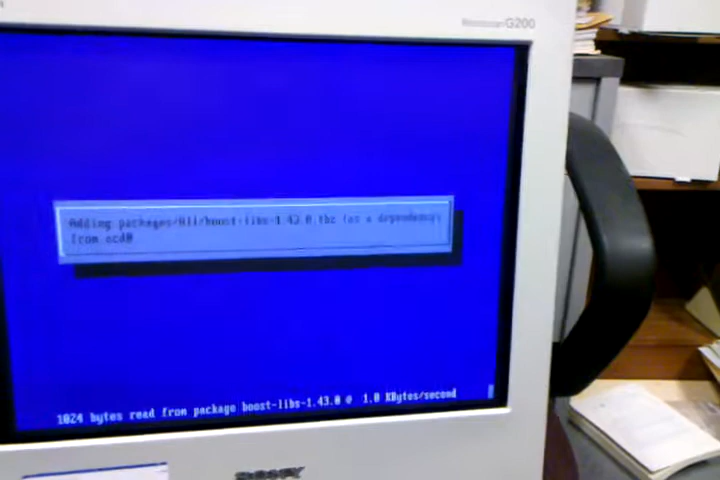 G200
Adding packages/All/boost-libs-1.43.0.tbz (as a dependency)
from acd0
1024 bytes read from package boost-libs-1.43.0 @ 1.0 KBytes/second